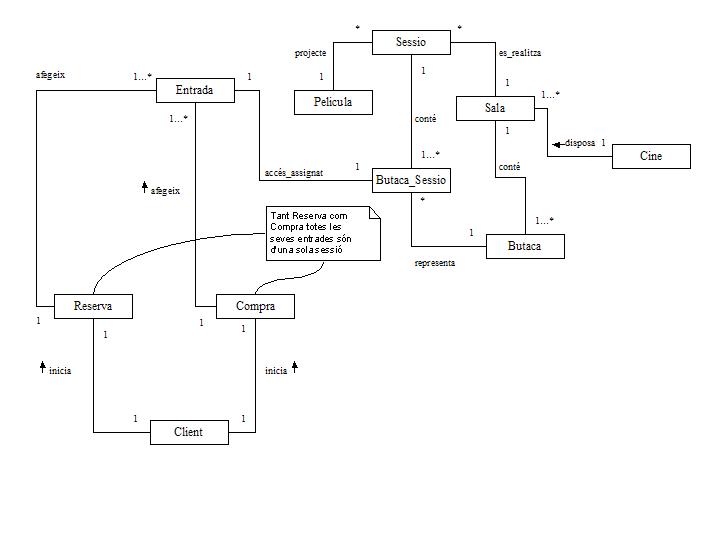 *
*
Sessio
projecte
es_realitza
afegeix
1...*
1
1
1
1
Entrada
Pelicula
1...*
Sala
1...*
conté
1
disposa
1
Cine
1...*
1
conté
accés_assignat
Butaca_Sessio
afegeix
*
1...*
Tant Reserva com
Compra totes les
seves entrades són
d'una sola sessió
1
Butaca
representa
Reserva
Compra
1
1
1
1
inicia
inicia
1
1
Client